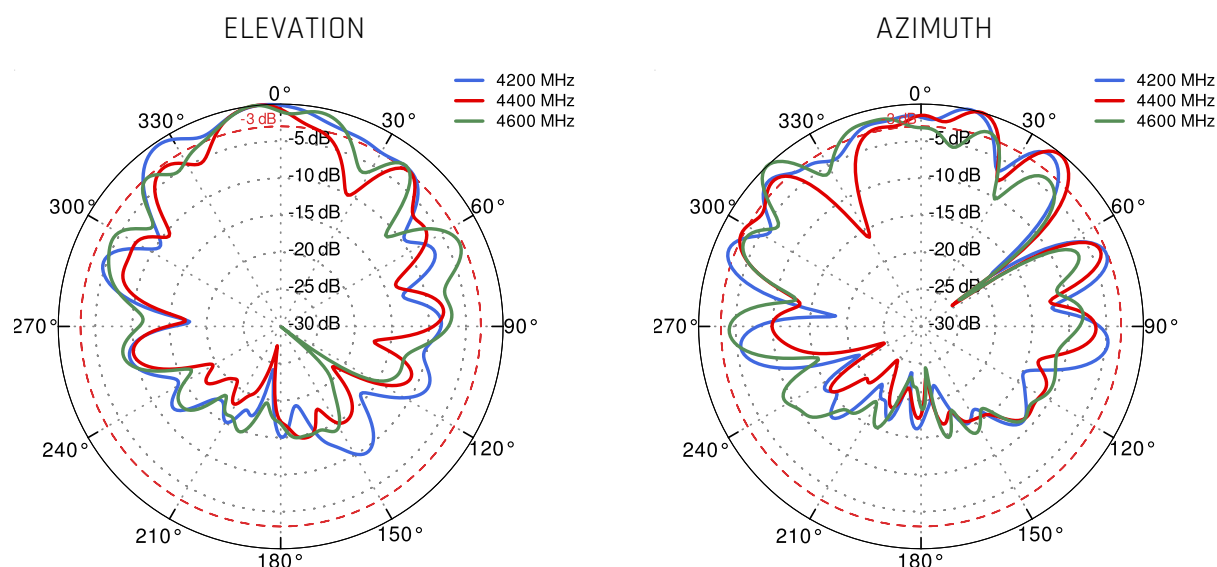 ELEVATION
4200 MHz
4400 MHz
4600 MHz
0°
330°
-3 dB
30°
-5 dB
-10 dB
300°
-15 dB
60°
-20 dB
-25 dB
270°
-30 dB
90°
240°
120°
210°
150°
180°
AZIMUTH
4200 MHz
4400 MHz
4600 MHz
0°
330°
-3 dB
30°
-5 dB
-10 dB
300°
-15 dB
60°
-20 dB
-25 dB
270°
-30 dB
90°
240°
120°
210°
150°
180°